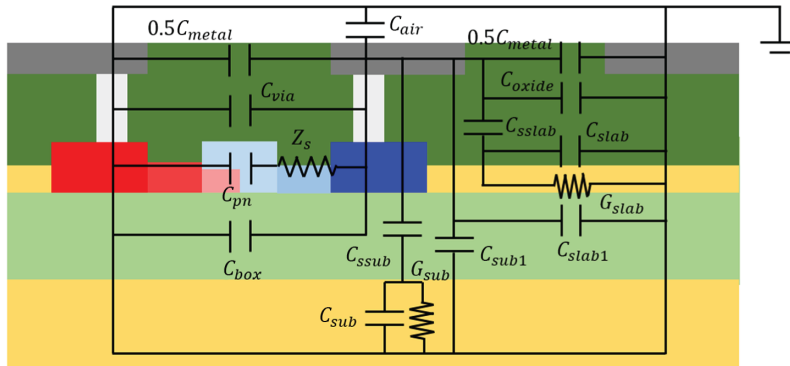 C_air
0.5C_metal
0.5C_metal
C_via
C_oxide
Z_s
C_sslab
C_slab
C_pn
G_slab
C_box
C_ssub
G_sub
C_sub1
C_slab1
C_sub